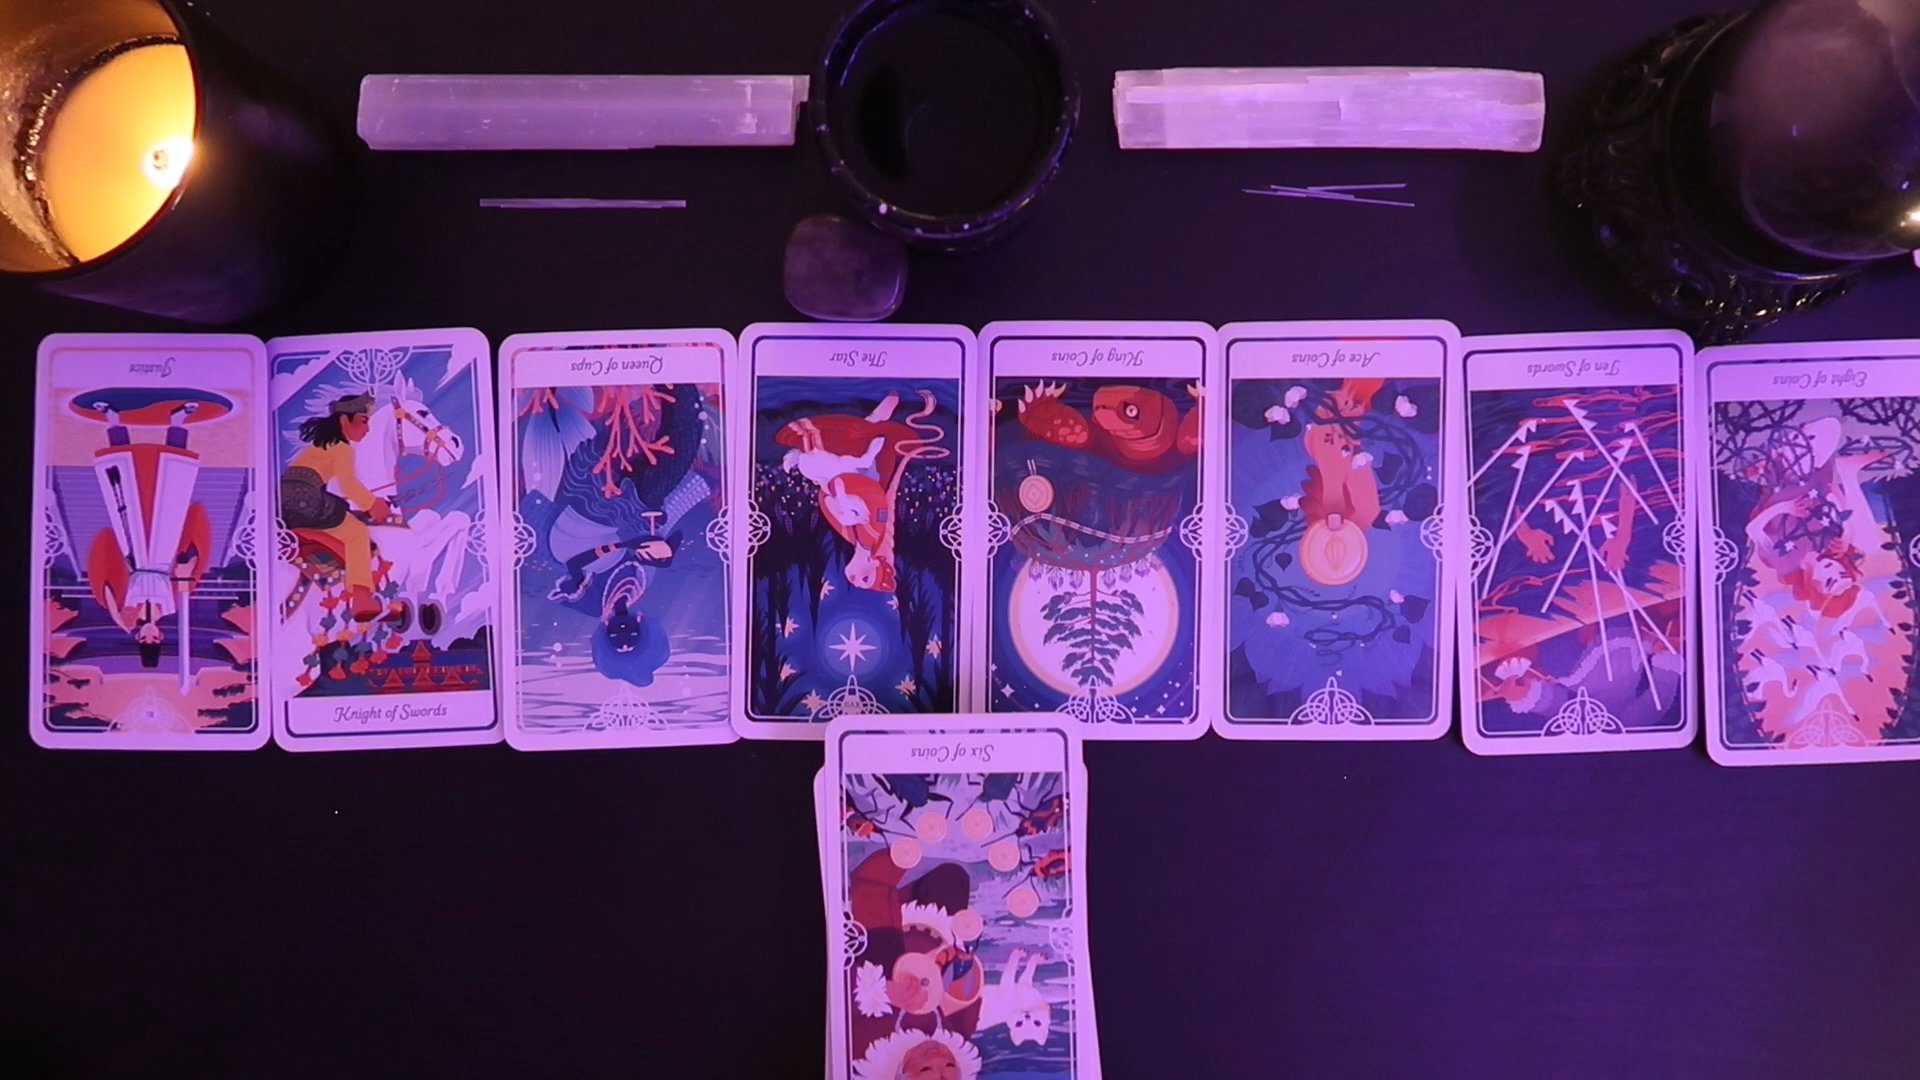 Justice
Knight of Swords
Queen of Cups
The Star
King of Coins
Ace of Coins
Ten of Swords
Eight of Coins
Six of Coins